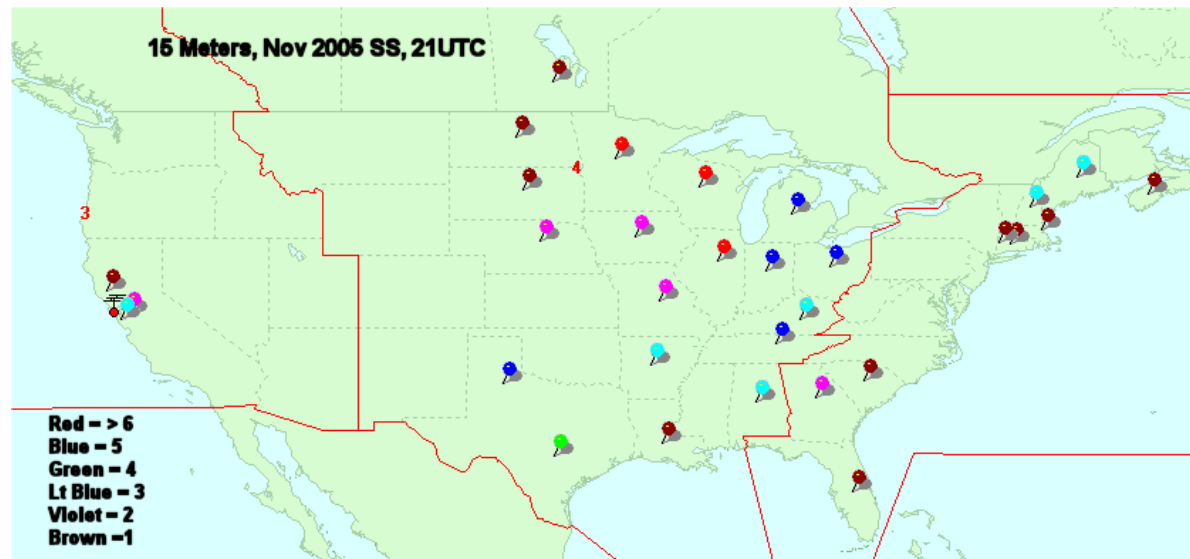 15 Meters, Nov 2005 SS, 21UTC
4
3
Red = > 6
Blue = 5
Green = 4
Lt Blue = 3
Violet = 2
Brown =1